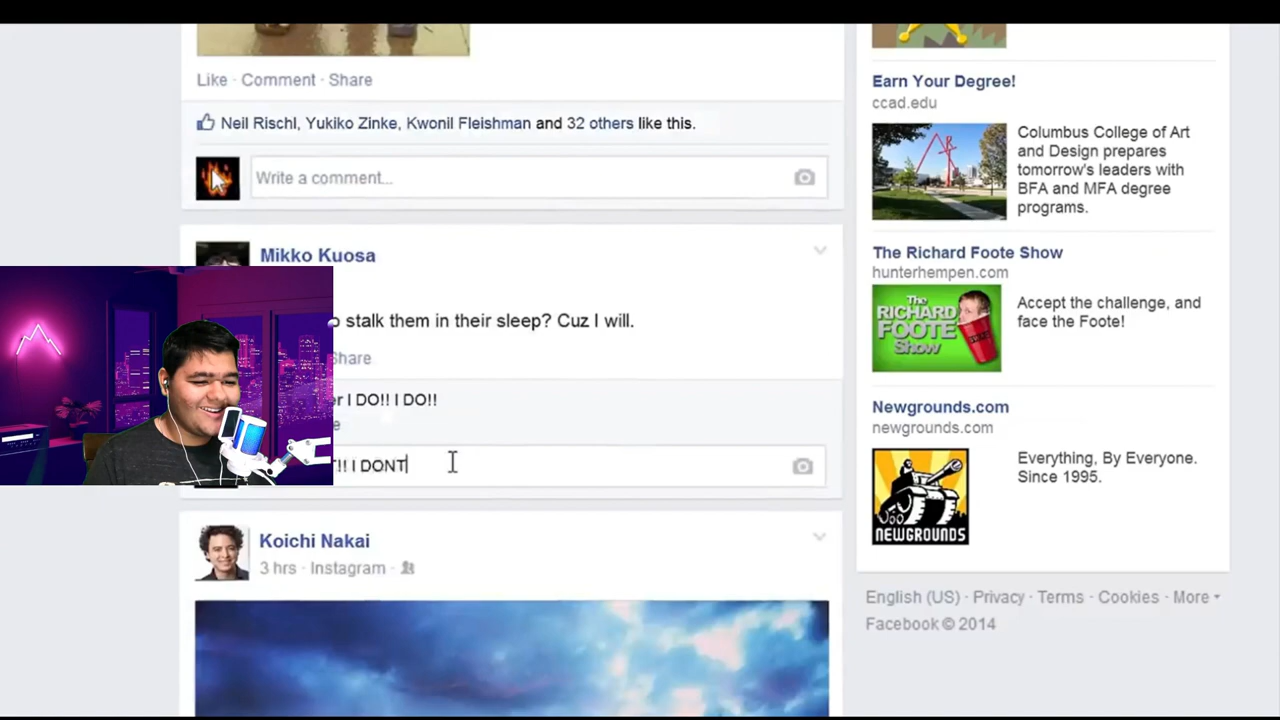 Like · Comment · Share
Neil Rischl, Yukiko Zinke, Kwonil Fleishman and 32 others like this.
Write a comment...
Mikko Kuosa
stalk them in their sleep? Cuz I will.
Share
I DO!! I DO!!
!! I DONT
Koichi Nakai
3 hrs · Instagram
Earn Your Degree!
ccad.edu
Columbus College of Art
and Design prepares
tomorrow's leaders with
BFA and MFA degree
programs.
The Richard Foote Show
hunterhempen.com
The
RICHARD
FOOTE
Show
Accept the challenge, and
face the Foote!
Newgrounds.com
newgrounds.com
NEWGROUNDS
Everything, By Everyone.
Since 1995.
English (US) · Privacy · Terms · Cookies · More
Facebook © 2014